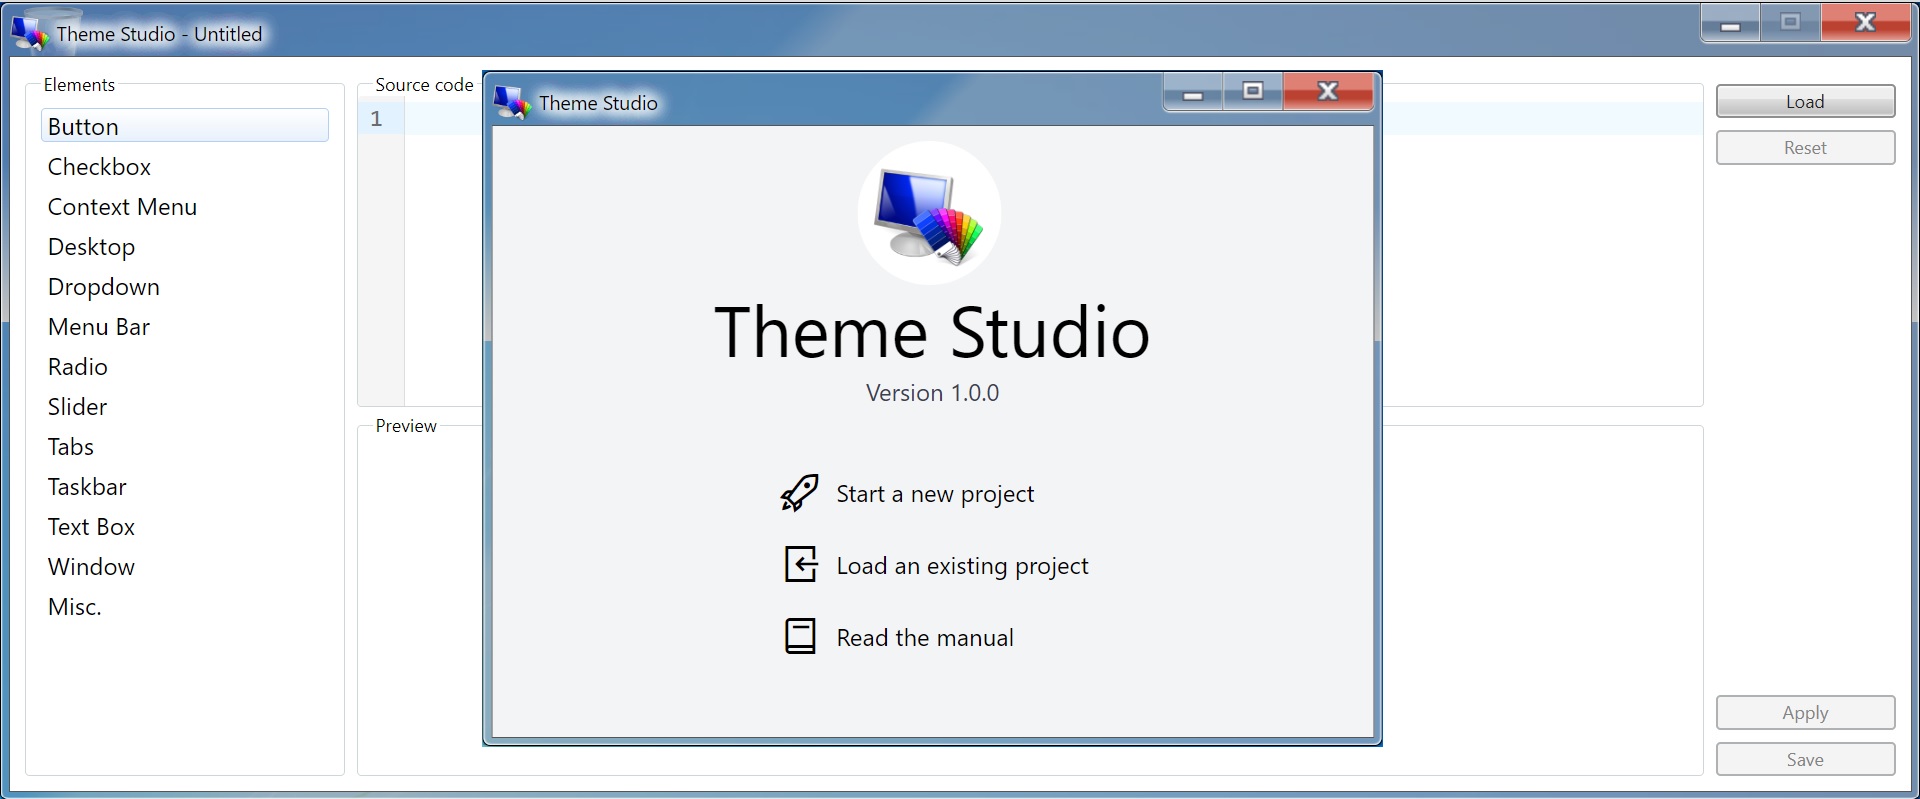 Theme Studio - Untitled
Elements
Button
Checkbox
Context Menu
Desktop
Dropdown
Menu Bar
Radio
Slider
Tabs
Taskbar
Text Box
Window
Misc.
Source code
1
Preview
Theme Studio
Theme Studio
Version 1.0.0
Start a new project
Load an existing project
Read the manual
Load
Reset
Apply
Save